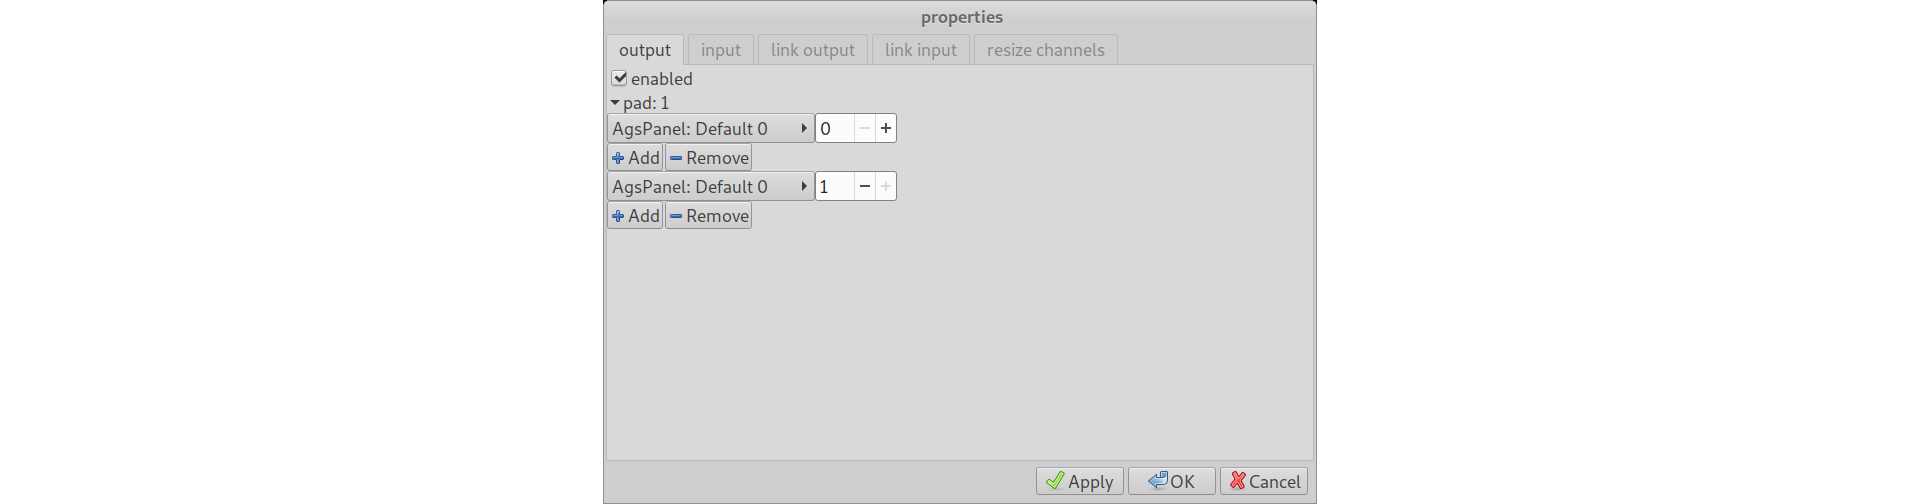 properties
output input link output link input resize channels
enabled
pad: 1
AgsPanel: Default 0 0
Add Remove
AgsPanel: Default 0 1
Add Remove
Apply OK Cancel